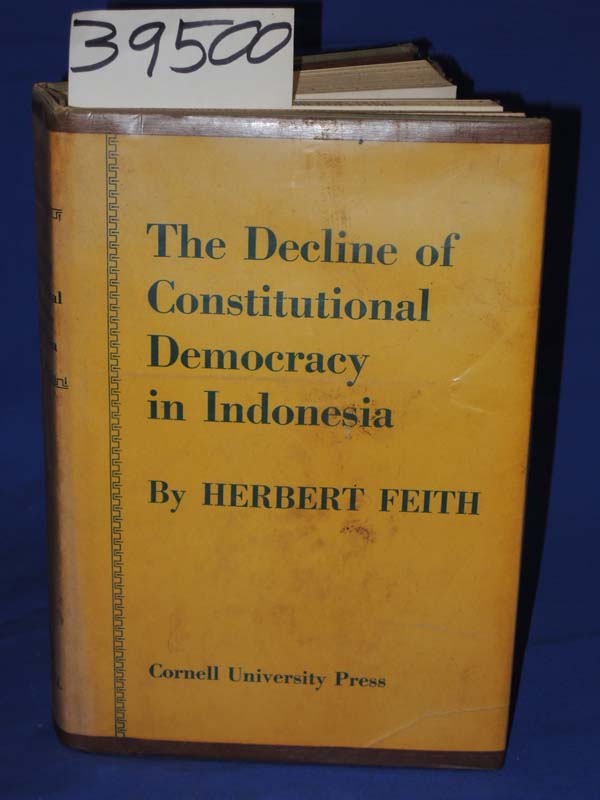 39500
The Decline of
Constitutional
Democracy
in Indonesia
By HERBERT FEITH
Cornell University Press